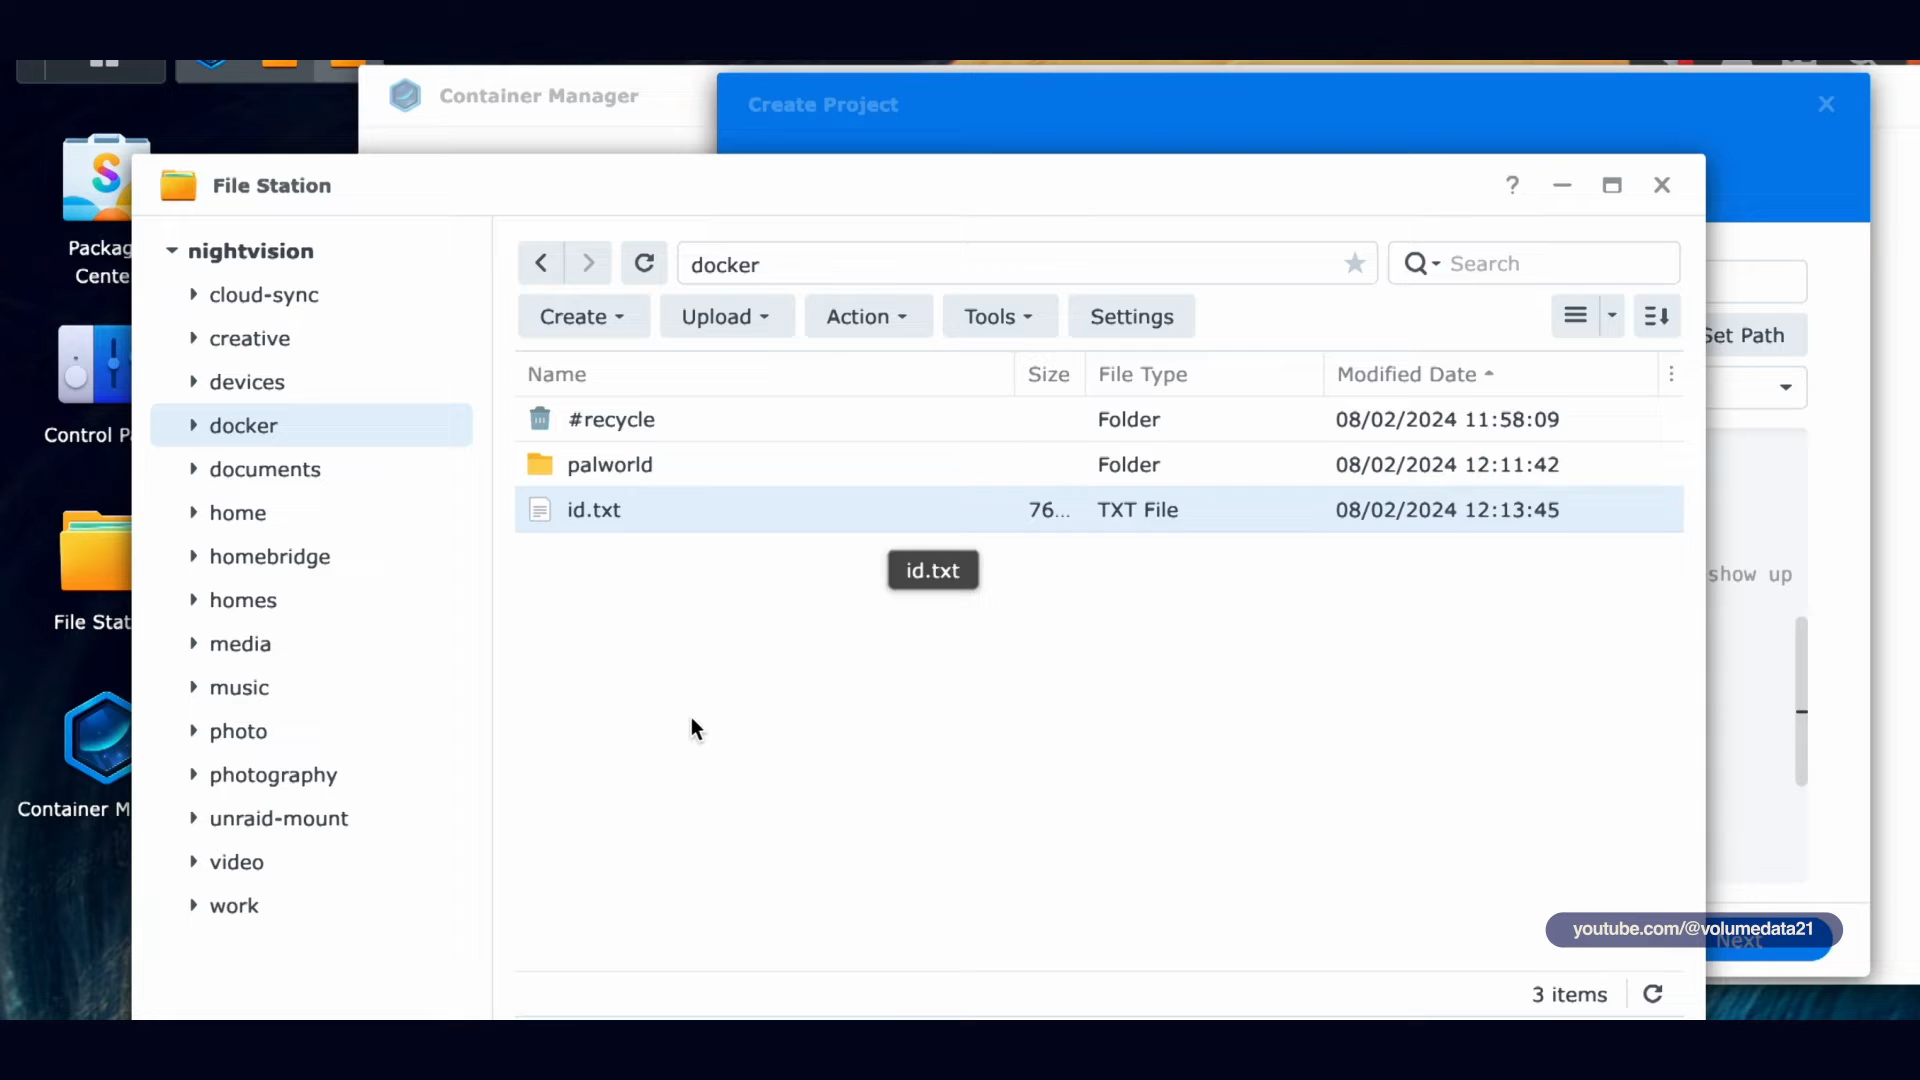 Container Manager
Create Project
Packag
Cente
Control P
File Stat
Container M
File Station
nightvision
cloud-sync
creative
devices
docker
documents
home
homebridge
homes
media
music
photo
photography
unraid-mount
video
work
docker
Search
Create
Upload
Action
Tools
Settings
Name Size File Type Modified Date
#recycle Folder 08/02/2024 11:58:09
palworld Folder 08/02/2024 12:11:42
id.txt 76... TXT File 08/02/2024 12:13:45
id.txt
Set Path
show up
youtube.com/@volumedata21
Next
3 items